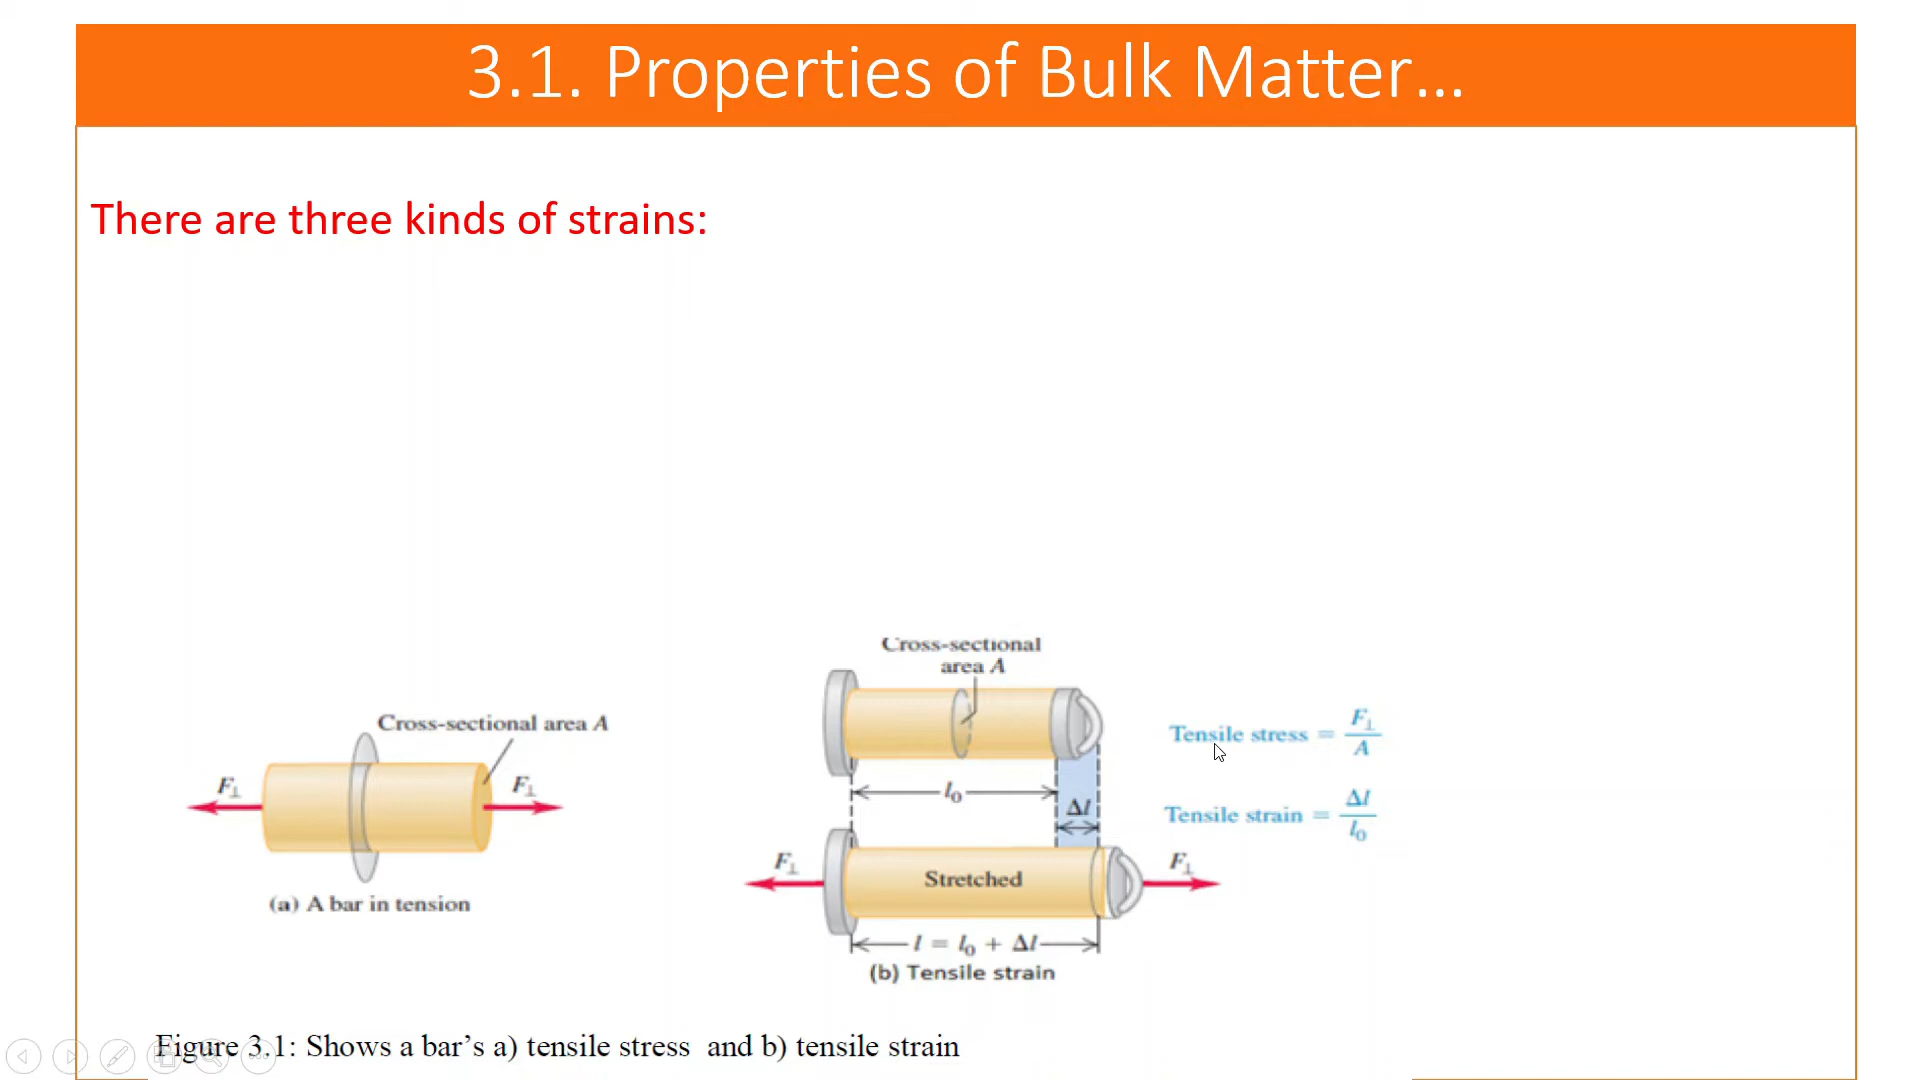 3.1. Properties of Bulk Matter...
There are three kinds of strains:
Cross-sectional area A
F⊥
F⊥
(a) A bar in tension
Cross-sectional
area A
l₀
Δl
F⊥
Stretched
F⊥
l = l₀ + Δl
(b) Tensile strain
Tensile stress = F⊥ / A
Tensile strain = Δl / l₀
Figure 3.1: Shows a bar’s a) tensile stress and b) tensile strain